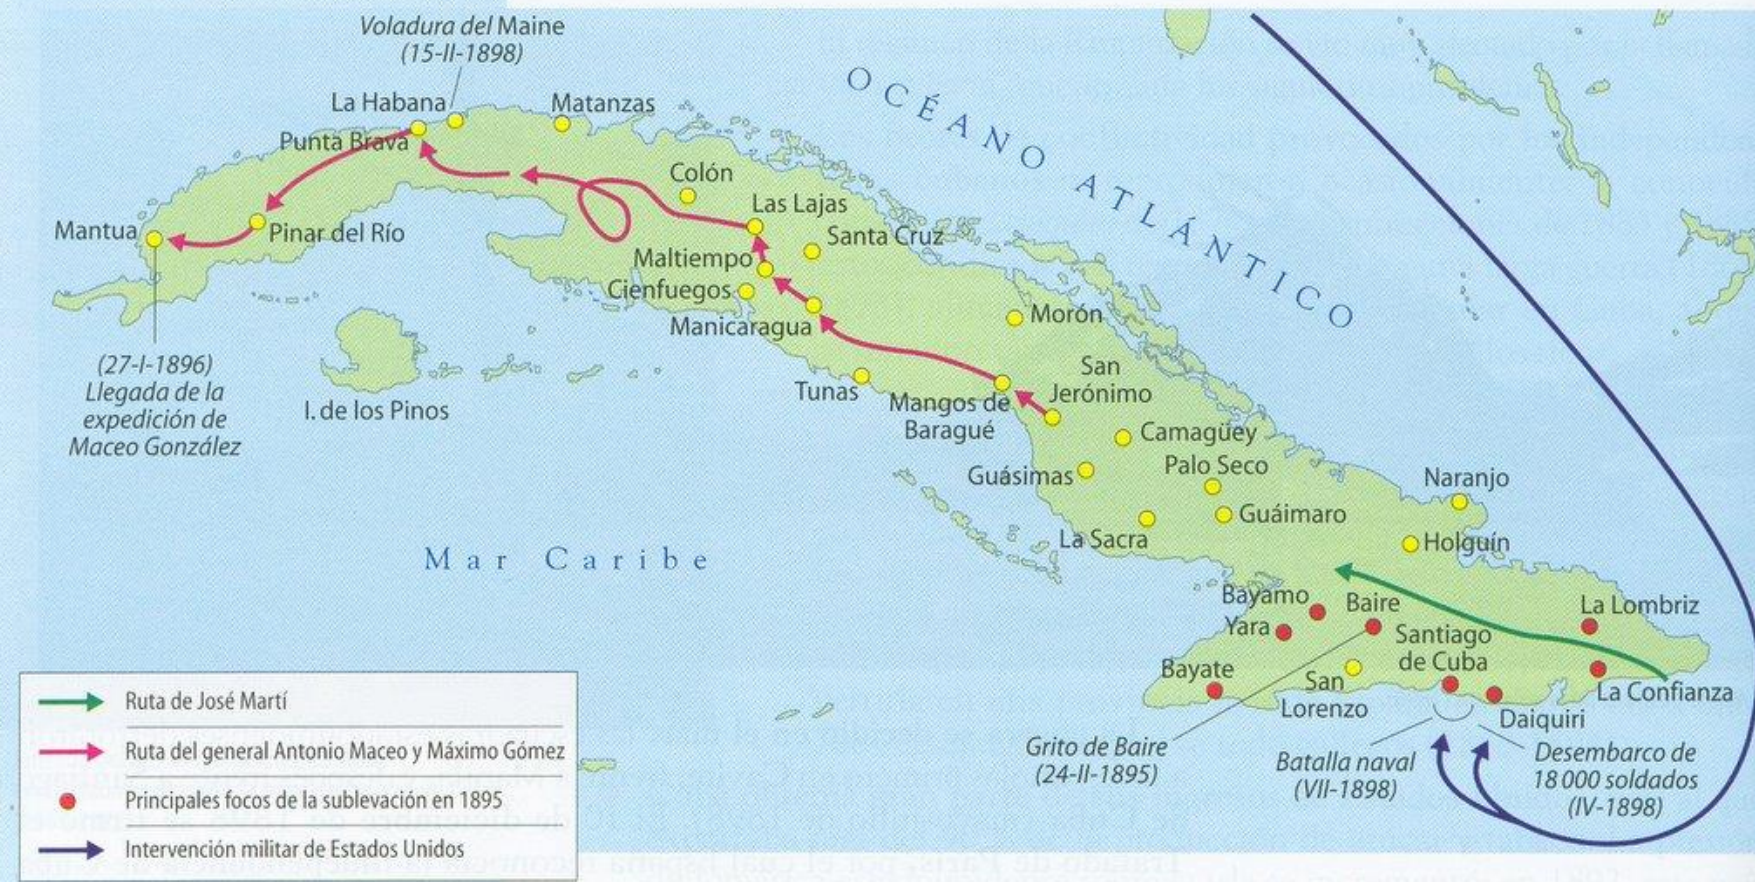 Voladura del Maine
(15-II-1898)
La Habana
Matanzas
Punta Brava
OCÉANO ATLÁNTICO
Colón
Las Lajas
Santa Cruz
Mantua
Pinar del Río
Maltiempo
Cienfuegos
Manicaragua
Morón
(27-I-1896)
Llegada de la
expedición de
Maceo González
I. de los Pinos
Tunas
Mangos de
Baragué
San
Jerónimo
Camagüey
Guásimas
Palo Seco
Guáimaro
Naranjo
La Sacra
Holguín
Mar Caribe
Bayamo
Baire
La Lombriz
Yara
Santiago
de Cuba
Bayate
San
Lorenzo
La Confianza
Daiquiri
Grito de Baire
(24-II-1895)
Batalla naval
(VII-1898)
Desembarco de
18 000 soldados
(IV-1898)
Ruta de José Martí
Ruta del general Antonio Maceo y Máximo Gómez
Principales focos de la sublevación en 1895
Intervención militar de Estados Unidos